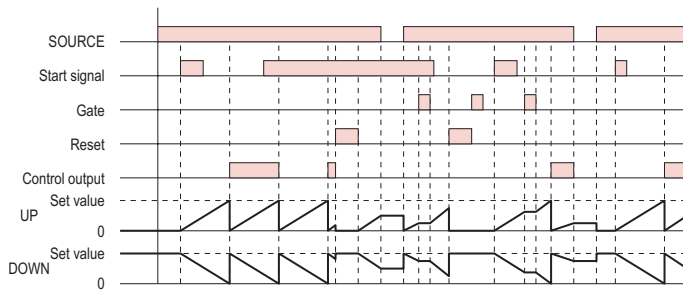 SOURCE
Start signal
Gate
Reset
Control output
Set value
UP
0
Set value
DOWN
0